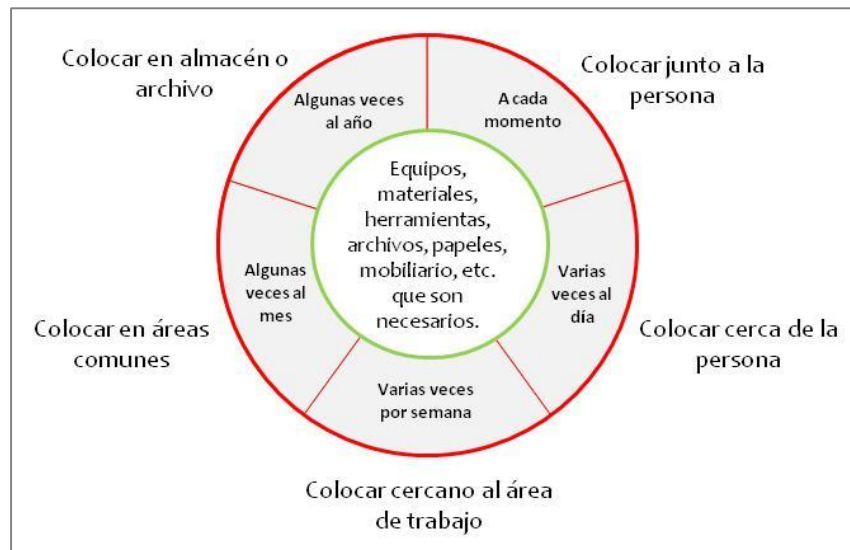 Colocar en almacén o
archivo
Algunas veces
al año
A cada
momento
Colocar junto a la
persona
Equipos,
materiales,
herramientas,
archivos, papeles,
mobiliario, etc.
que son
necesarios.
Algunas
veces al
mes
Varias
veces al
día
Colocar en áreas
comunes
Colocar cerca de la
persona
Varias veces
por semana
Colocar cercano al área
de trabajo